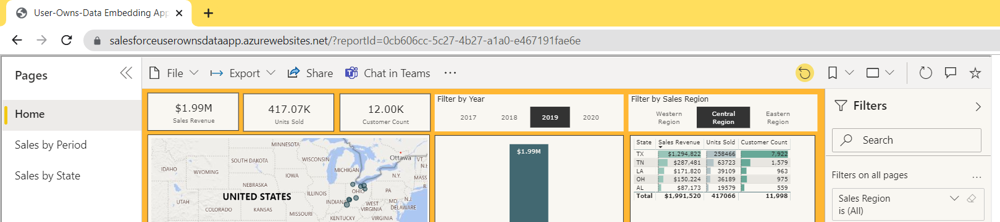 User-Owns-Data Embedding App
salesforceuserownsdataapp.azurewebsites.net/?reportId=0cb606cc-5c27-4b27-a1a0-e467191fae6e
Pages
File
Export
Share
Chat in Teams
Home
Sales by Period
Sales by State
$1.99M
Sales Revenue
417.07K
Units Sold
12.00K
Customer Count
Filter by Year
2017 2018 2019 2020
Filter by Sales Region
Western Region
Central Region
Eastern Region
MINNESOTA
Ottawa
VT.
N.H
SOUTH DAKOTA
WISCONSIN
MICHIGAN
IDAHO
WYOMING
IOWA
N.Y.
MASS
NEBRASKA
ILLINOIS
OHIO
PA
UNITED STATES
INDIANA
MD.
N.J.
UTAH
WEST VIRGINIA
DELAWARE
COLORADO
KANSAS
MISSOURI
KENTUCKY
VIRGINIA
$1.99M
State Sales Revenue Units Sold Customer Count
TX $1,294,822 258466 7,922
TN $287,481 63723 1,579
LA $171,820 39109 963
OH $150,224 36189 975
AL $87,173 19579 559
Total $1,991,520 417066 11,998
Filters
Search
Filters on all pages
Sales Region
is (All)